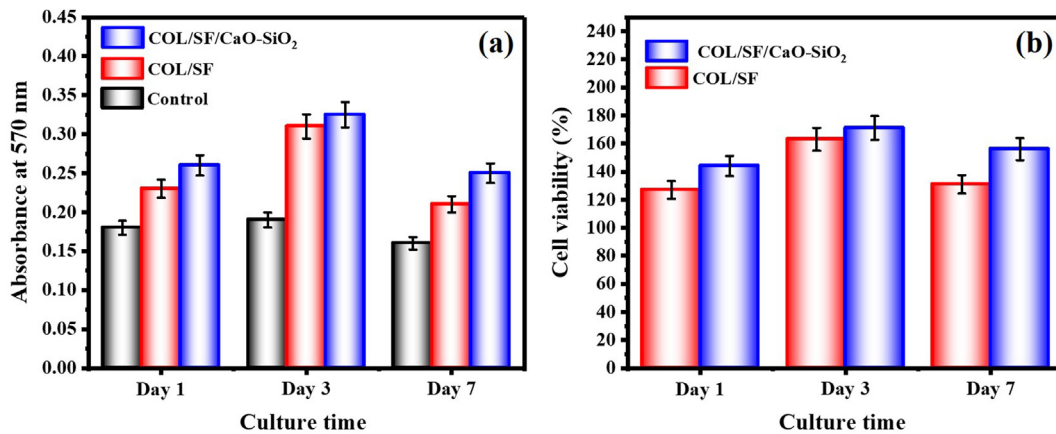 (a)
COL/SF/CaO-SiO₂
COL/SF
Control
Absorbance at 570 nm
0.45
0.40
0.35
0.30
0.25
0.20
0.15
0.10
0.05
0.00
Day 1 Day 3 Day 7
Culture time
(b)
COL/SF/CaO-SiO₂
COL/SF
Cell viability (%)
240
220
200
180
160
140
120
100
80
60
40
20
0
Day 1 Day 3 Day 7
Culture time